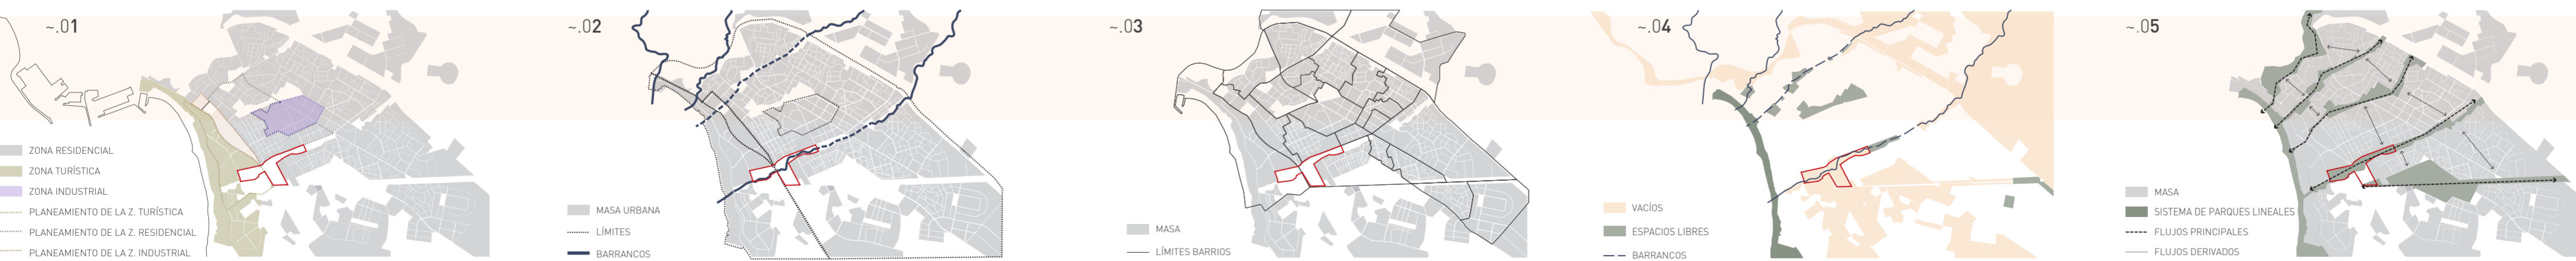 ~.01
ZONA RESIDENCIAL
ZONA TURÍSTICA
ZONA INDUSTRIAL
PLANEAMIENTO DE LA Z. TURÍSTICA
PLANEAMIENTO DE LA Z. RESIDENCIAL
PLANEAMIENTO DE LA Z. INDUSTRIAL
~.02
MASA URBANA
LÍMITES
BARRANCOS
~.03
MASA
LÍMITES BARRIOS
~.04
VACÍOS
ESPACIOS LIBRES
BARRANCOS
~.05
MASA
SISTEMA DE PARQUES LINEALES
FLUJOS PRINCIPALES
FLUJOS DERIVADOS